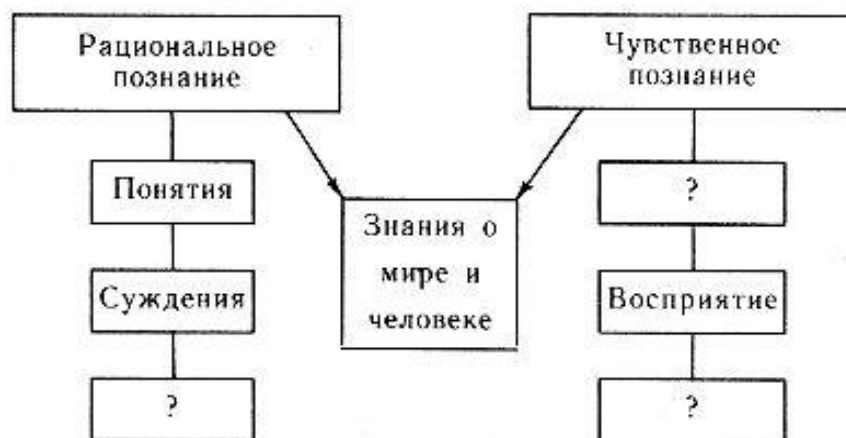 Рациональное
познание
Чувственное
познание
Понятия
?
Знания о
мире и
человеке
Суждения
Восприятие
?
?